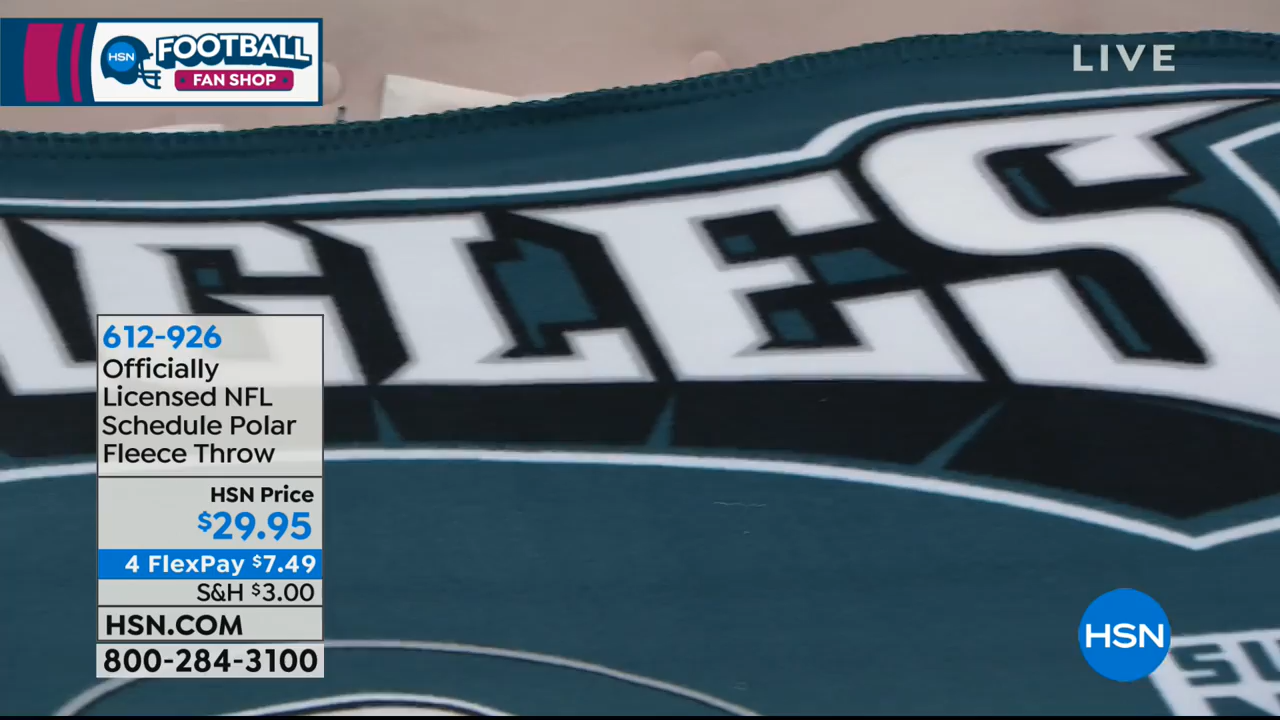 HSN
FOOTBALL
FAN SHOP
LIVE
GLES
612-926
Officially
Licensed NFL
Schedule Polar
Fleece Throw
HSN Price
$29.95
4 FlexPay $7.49
S&H $3.00
HSN.COM
800-284-3100
HSN